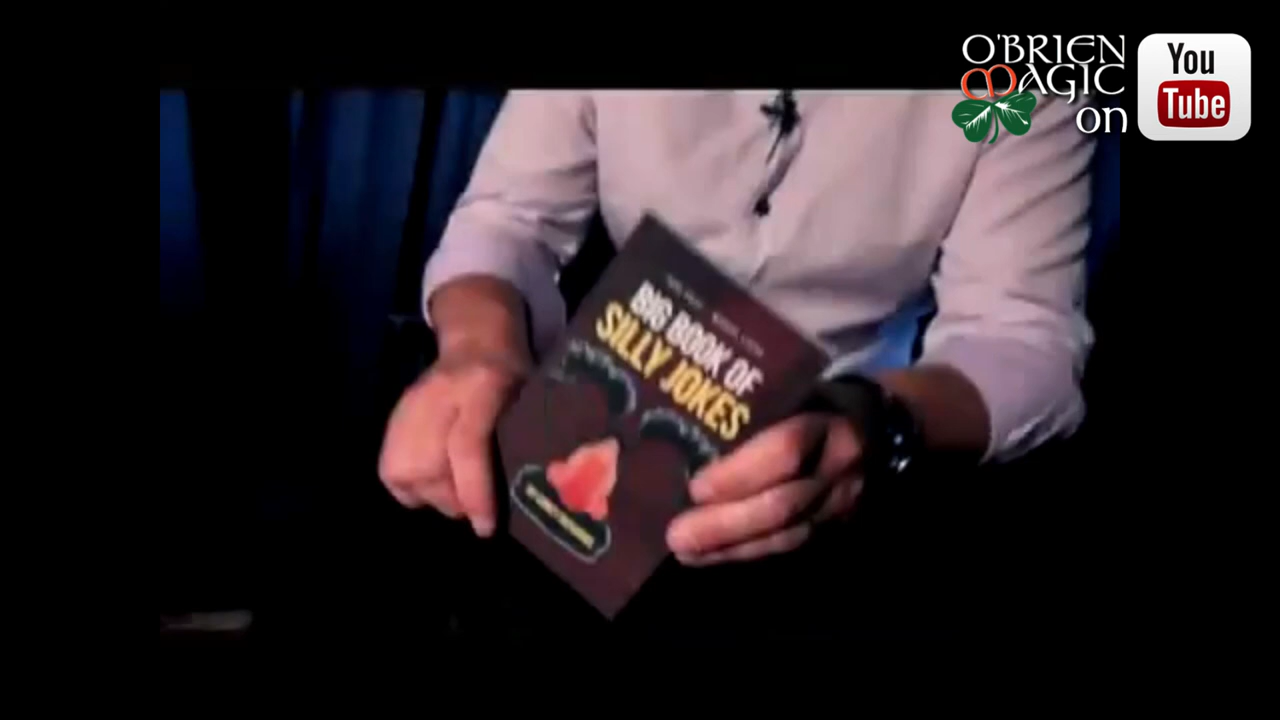 O'BRIEN
MAGIC
on
You
Tube
BIG BOOK OF
SILLY JOKES